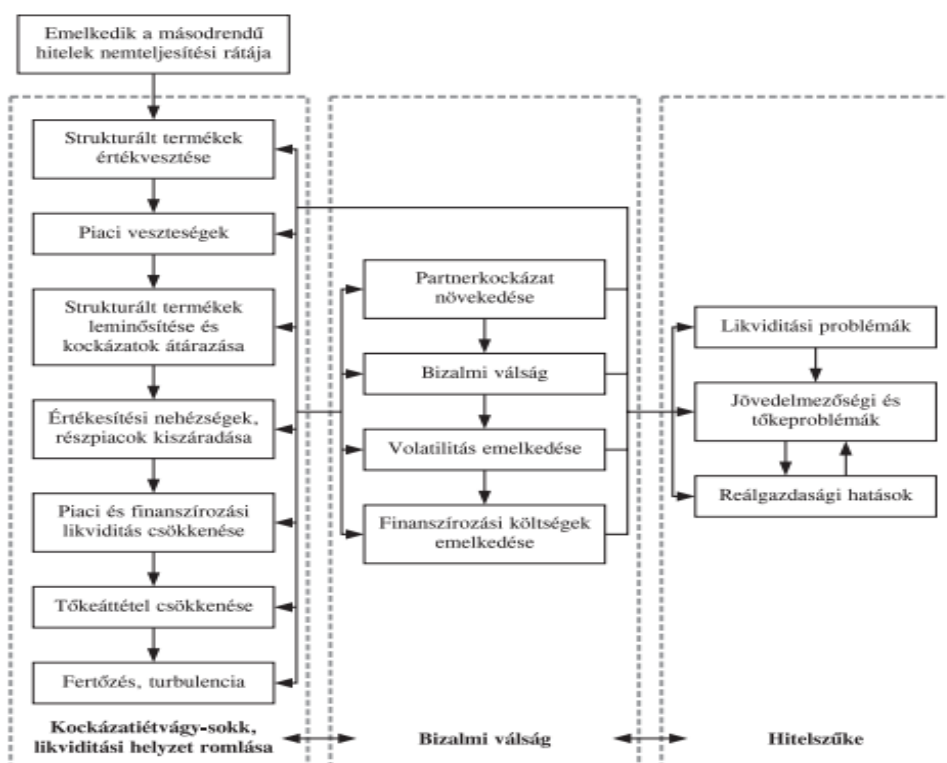 Emelkedik a másodrendű
hitelek nemteljesítési rátája
Strukturált termékek
értékvesztése
Piaci veszteségek
Strukturált termékek
leminősítése és
kockázatok átárazása
Értékesítési nehézségek,
részpiacok kiszáradása
Piaci és finanszírozási
likviditás csökkenése
Tőkeáttétel csökkenése
Fertőzés, turbulencia
Kockázatiétvágy-sokk,
likviditási helyzet romlása
Partnerkockázat
növekedése
Bizalmi válság
Volatilitás emelkedése
Finanszírozási költségek
emelkedése
Bizalmi válság
Likviditási problémák
Jövedelmezőségi és
tőkeproblémák
Reálgazdasági hatások
Hitelszűke